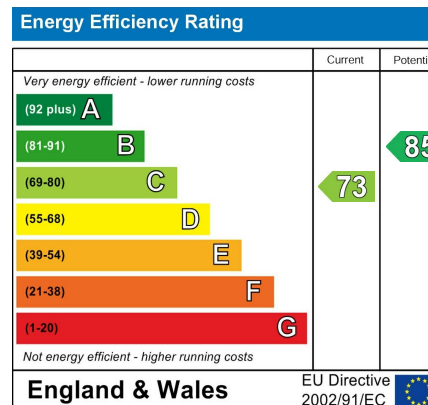 Energy Efficiency Rating
Current Potenti
Very energy efficient - lower running costs
(92 plus) A
(81-91) B
85
(69-80) C
73
(55-68) D
(39-54) E
(21-38) F
(1-20) G
Not energy efficient - higher running costs
England & Wales
EU Directive
2002/91/EC